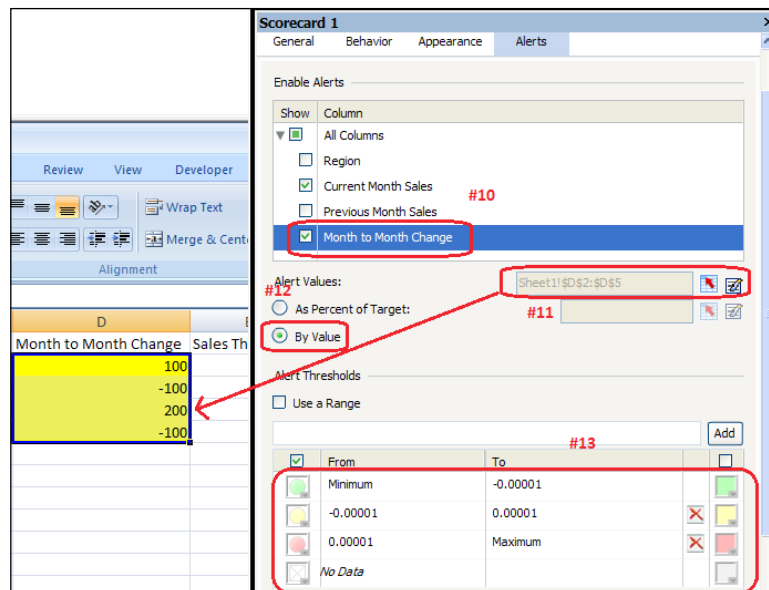 Scorecard 1
General Behavior Appearance Alerts
Enable Alerts
Show Column
All Columns
Region
Current Month Sales
#10
Previous Month Sales
Month to Month Change
Review View Developer
Wrap Text
Merge & Cent
Alignment
Alert Values:
Sheet1!$D$2:$D$5
#12
As Percent of Target:
#11
By Value
Alert Thresholds
Use a Range
Add
#13
From To
Minimum -0.00001
-0.00001 0.00001
0.00001 Maximum
No Data
D
Month to Month Change Sales Th
100
-100
200
-100